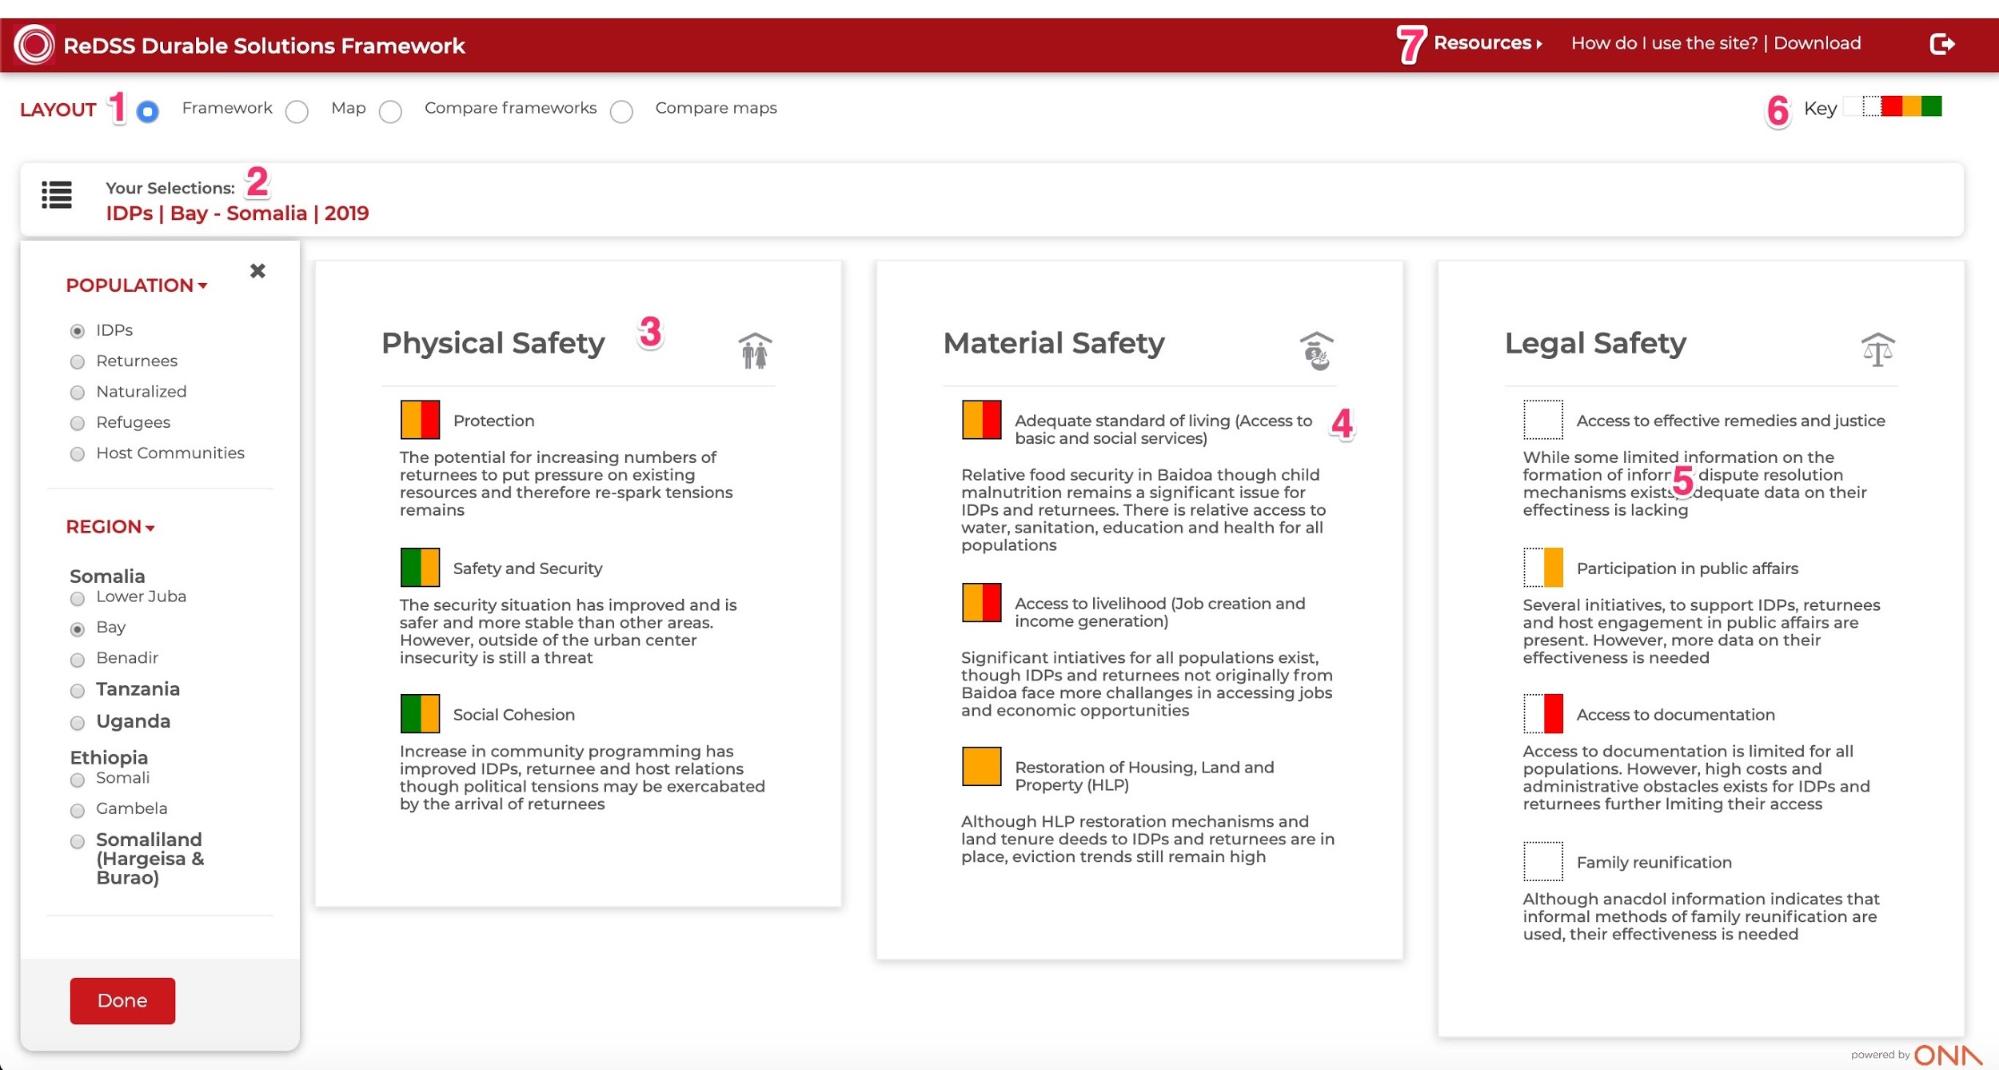 ReDSS Durable Solutions Framework
7 Resources How do I use the site? | Download
LAYOUT 1 Framework Map Compare frameworks Compare maps
6 Key
Your Selections: 2
IDPs | Bay - Somalia | 2019
POPULATION
IDPs
Returnees
Naturalized
Refugees
Host Communities
REGION
Somalia
Lower Juba
Bay
Benadir
Tanzania
Uganda
Ethiopia
Somali
Gambela
Somaliland
(Hargeisa &
Burao)
Done
Physical Safety 3
Protection
The potential for increasing numbers of
returnees to put pressure on existing
resources and therefore re-spark tensions
remains
Safety and Security
The security situation has improved and is
safer and more stable than other areas.
However, outside of the urban center
insecurity is still a threat
Social Cohesion
Increase in community programming has
improved IDPs, returnee and host relations
though political tensions may be exercabated
by the arrival of returnees
Material Safety
Adequate standard of living (Access to
basic and social services)
4
Relative food security in Baidoa though child
malnutrition remains a significant issue for
IDPs and returnees. There is relative access to
water, sanitation, education and health for all
populations
Access to livelihood (Job creation and
income generation)
Significant intiatives for all populations exist,
though IDPs and returnees not originally from
Baidoa face more challanges in accessing jobs
and economic opportunities
Restoration of Housing, Land and
Property (HLP)
Although HLP restoration mechanisms and
land tenure deeds to IDPs and returnees are in
place, eviction trends still remain high
Legal Safety
Access to effective remedies and justice
While some limited information on the
formation of dispute resolution
mechanisms exists, on their
effectiness is lacking
5
Participation in public affairs
Several initiatives, to support IDPs, returnees
and host engagement in public affairs are
present. However, more data on their
effectiveness is needed
Access to documentation
Access to documentation is limited for all
populations. However, high costs and
administrative obstacles exists for IDPs and
returnees further lmiting their access
Family reunification
Although anacdol information indicates that
informal methods of family reunification are
used, their effectiveness is needed
powered by ONA